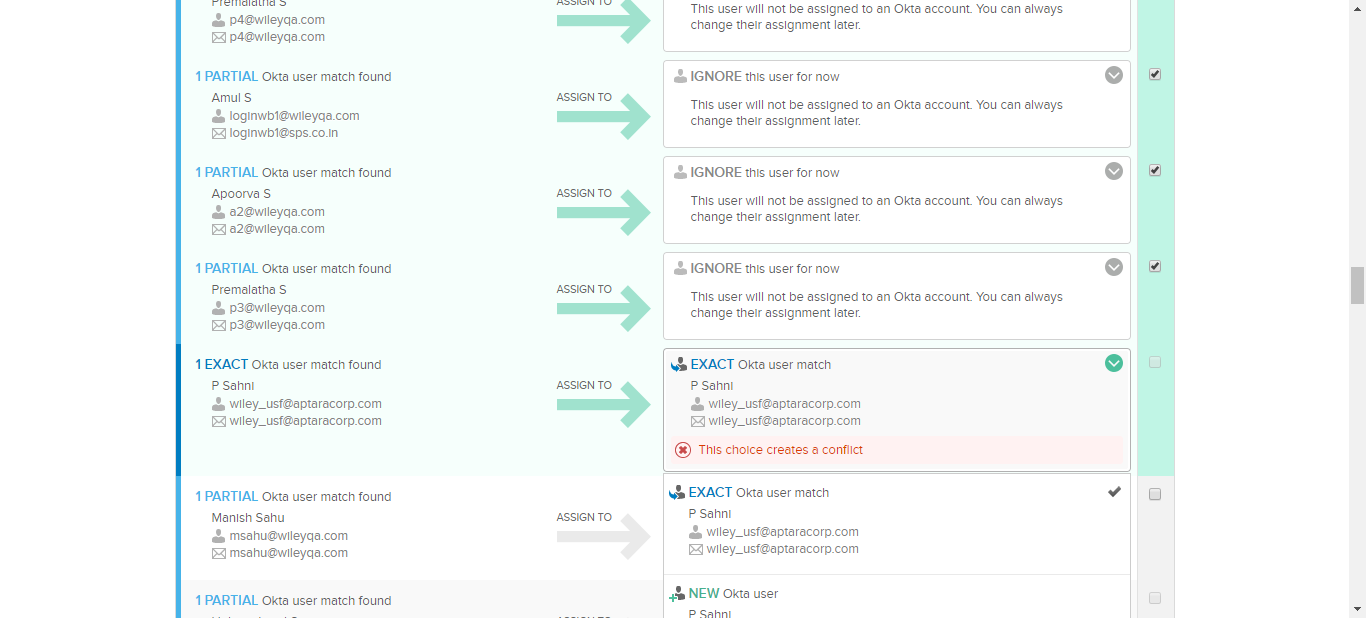 Premalatha S
ASSIGN TO
p4@wileyqa.com
p4@wileyqa.com
This user will not be assigned to an Okta account. You can always
change their assignment later.
1 PARTIAL Okta user match found
Amul S
loginwb1@wileyqa.com
loginwb1@sps.co.in
ASSIGN TO
IGNORE this user for now
This user will not be assigned to an Okta account. You can always
change their assignment later.
1 PARTIAL Okta user match found
Apoorva S
a2@wileyqa.com
a2@wileyqa.com
ASSIGN TO
IGNORE this user for now
This user will not be assigned to an Okta account. You can always
change their assignment later.
1 PARTIAL Okta user match found
Premalatha S
p3@wileyqa.com
p3@wileyqa.com
ASSIGN TO
IGNORE this user for now
This user will not be assigned to an Okta account. You can always
change their assignment later.
1 EXACT Okta user match found
P Sahni
wiley_usf@aptaracorp.com
wiley_usf@aptaracorp.com
ASSIGN TO
EXACT Okta user match
P Sahni
wiley_usf@aptaracorp.com
wiley_usf@aptaracorp.com
This choice creates a conflict
1 PARTIAL Okta user match found
Manish Sahu
msahu@wileyqa.com
msahu@wileyqa.com
ASSIGN TO
EXACT Okta user match
P Sahni
wiley_usf@aptaracorp.com
wiley_usf@aptaracorp.com
1 PARTIAL Okta user match found
ASSIGN TO
NEW Okta user
P Sahni